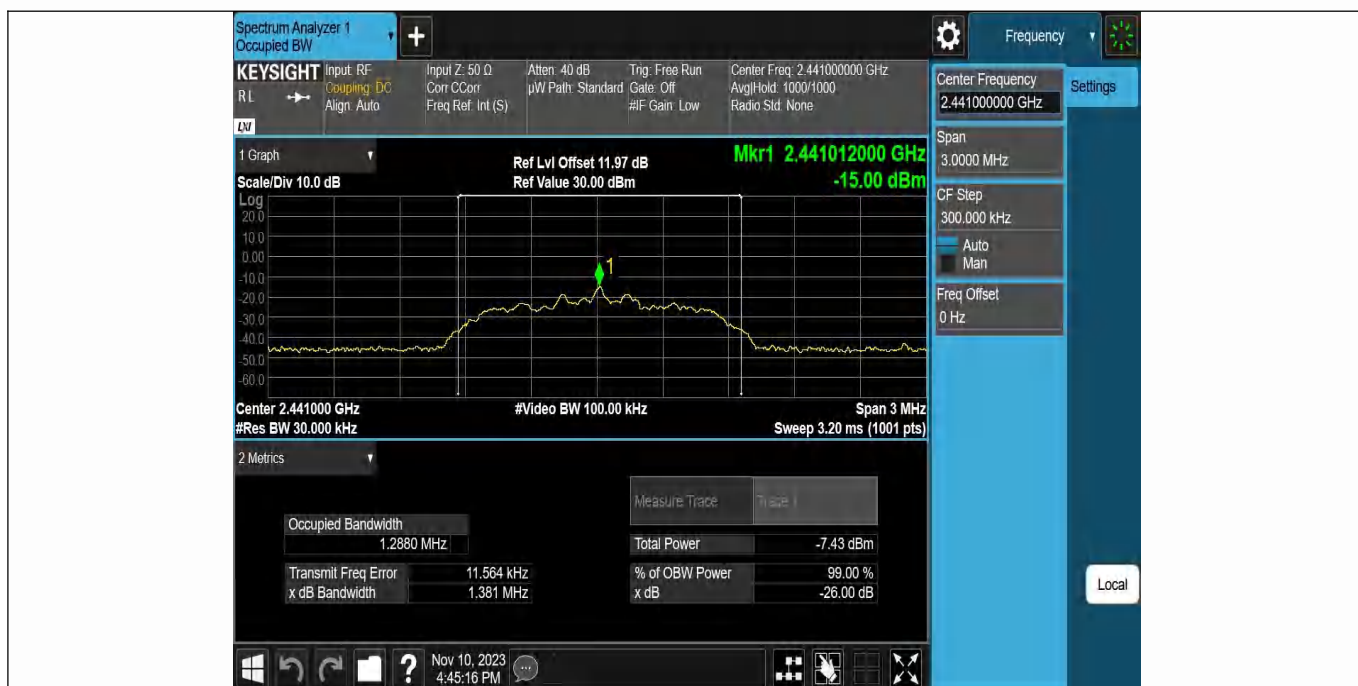 Spectrum Analyzer 1
Occupied BW
+
Frequency
KEYSIGHT
RL
LXI
Input: RF
Coupling: DC
Align: Auto
Input Z: 50 Ω
Corr CCorr
Freq Ref: Int (S)
Atten: 40 dB
µW Path: Standard
Trig: Free Run
Gate: Off
#IF Gain: Low
Center Freq: 2.441000000 GHz
Avg|Hold: 1000/1000
Radio Std: None
Center Frequency
2.441000000 GHz
Settings
Span
3.0000 MHz
CF Step
300.000 kHz
Auto
Man
Freq Offset
0 Hz
Local
1 Graph
Scale/Div 10.0 dB
Ref Lvl Offset 11.97 dB
Ref Value 30.00 dBm
Mkr1 2.441012000 GHz
-15.00 dBm
Log
20.0
10.0
0.00
-10.0
-20.0
-30.0
-40.0
-50.0
-60.0
1
Center 2.441000 GHz
#Res BW 30.000 kHz
#Video BW 100.00 kHz
Span 3 MHz
Sweep 3.20 ms (1001 pts)
2 Metrics
Measure Trace
Trace 1
Occupied Bandwidth
1.2880 MHz
Total Power
-7.43 dBm
Transmit Freq Error
11.564 kHz
% of OBW Power
99.00 %
x dB Bandwidth
1.381 MHz
x dB
-26.00 dB
?
Nov 10, 2023
4:45:16 PM